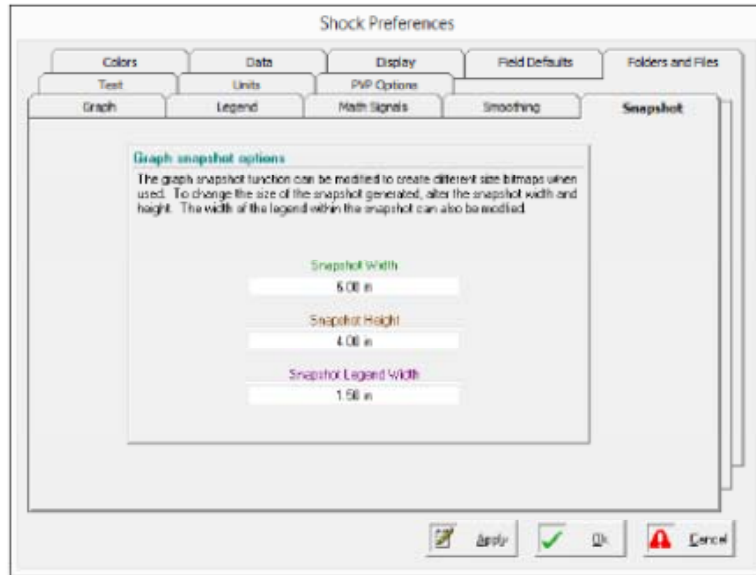 Shock Preferences
Colors Data Display Field Defaults Folders and Files
Test Units PVP Options
Graph Legend Math Signals Smoothing Snapshot
Graph snapshot options
The graph snapshot function can be modified to create different size bitmaps when
used. To change the size of the snapshot generated, alter the snapshot width and
height. The width of the legend within the snapshot can also be modified.
Snapshot Width
6.00 in
Snapshot Height
4.00 in
Snapshot Legend Width
1.50 in
Apply Ok Cancel